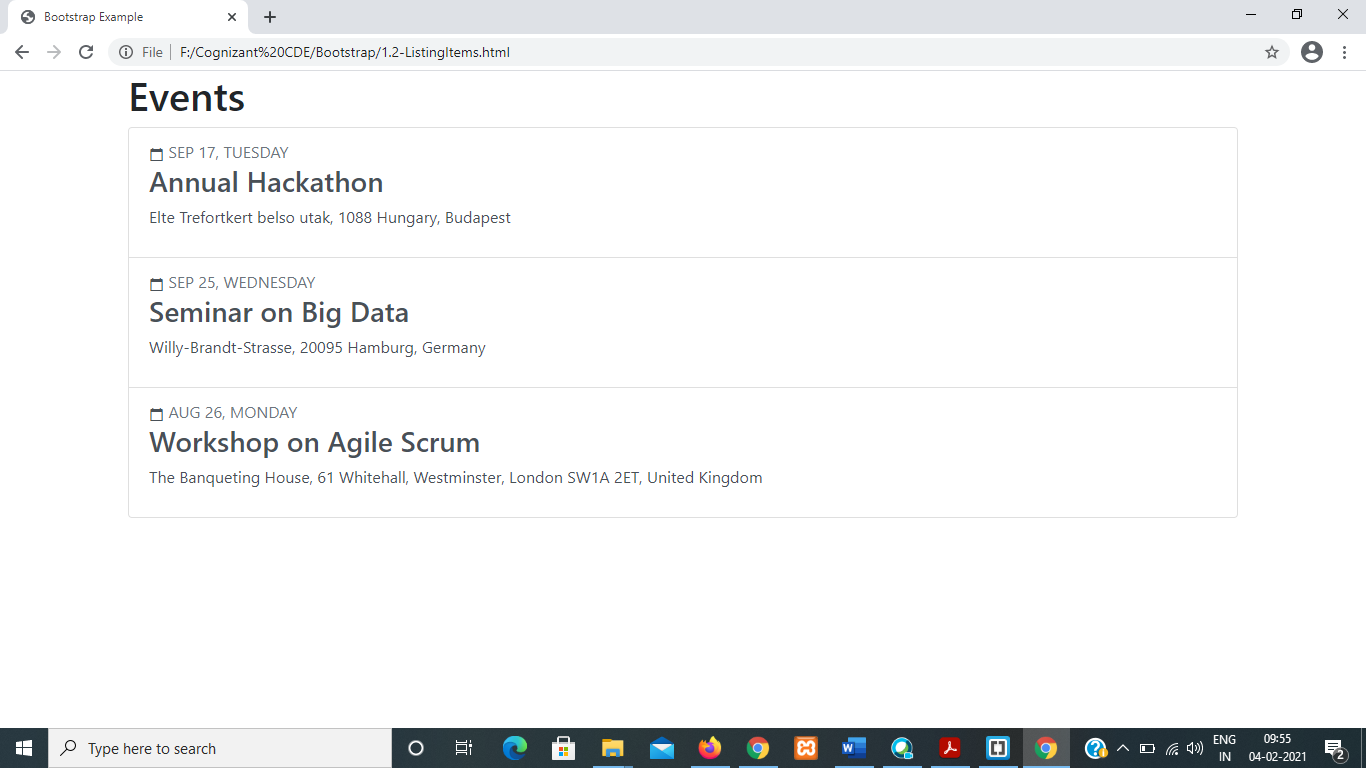 Bootstrap Example
File
F:/Cognizant%20CDE/Bootstrap/1.2-ListingItems.html
Events
SEP 17, TUESDAY
Annual Hackathon
Elte Trefortkert belso utak, 1088 Hungary, Budapest
SEP 25, WEDNESDAY
Seminar on Big Data
Willy-Brandt-Strasse, 20095 Hamburg, Germany
AUG 26, MONDAY
Workshop on Agile Scrum
The Banqueting House, 61 Whitehall, Westminster, London SW1A 2ET, United Kingdom
Type here to search
ENG
IN
09:55
04-02-2021
2